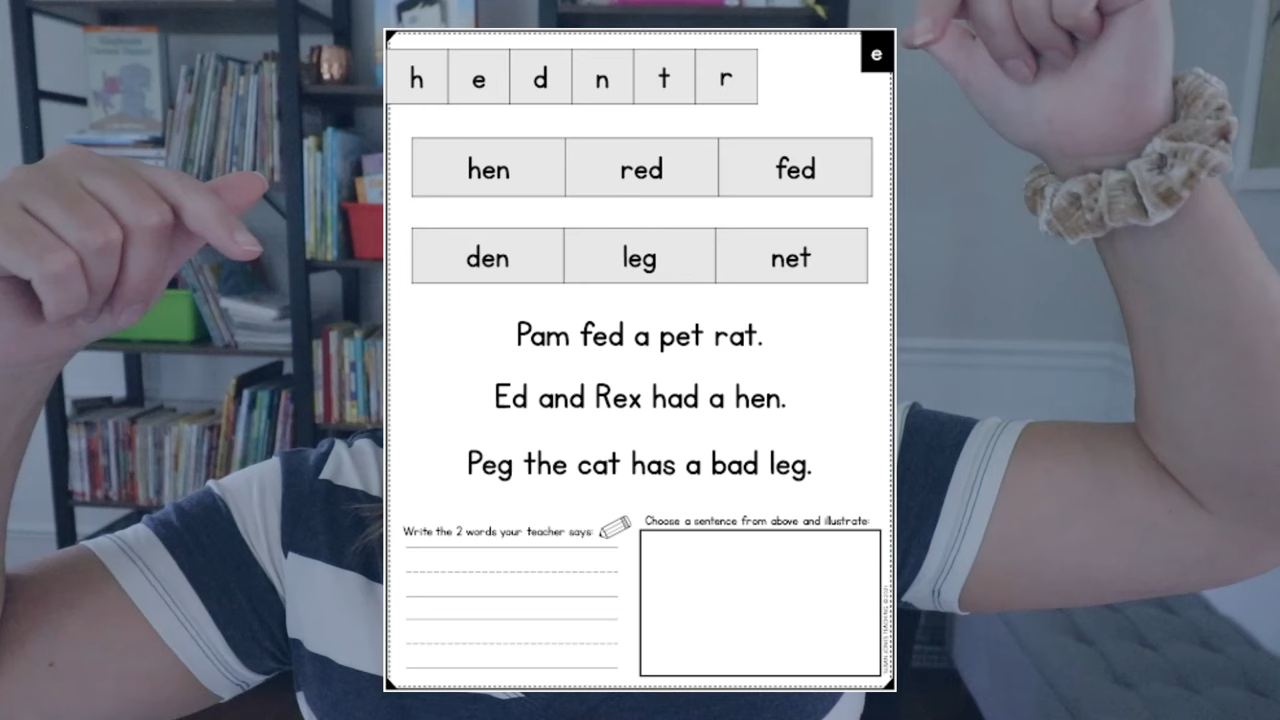 e
h e d n t r
hen red fed
den leg net
Pam fed a pet rat.
Ed and Rex had a hen.
Peg the cat has a bad leg.
Write the 2 words your teacher says:
Choose a sentence from above and illustrate: